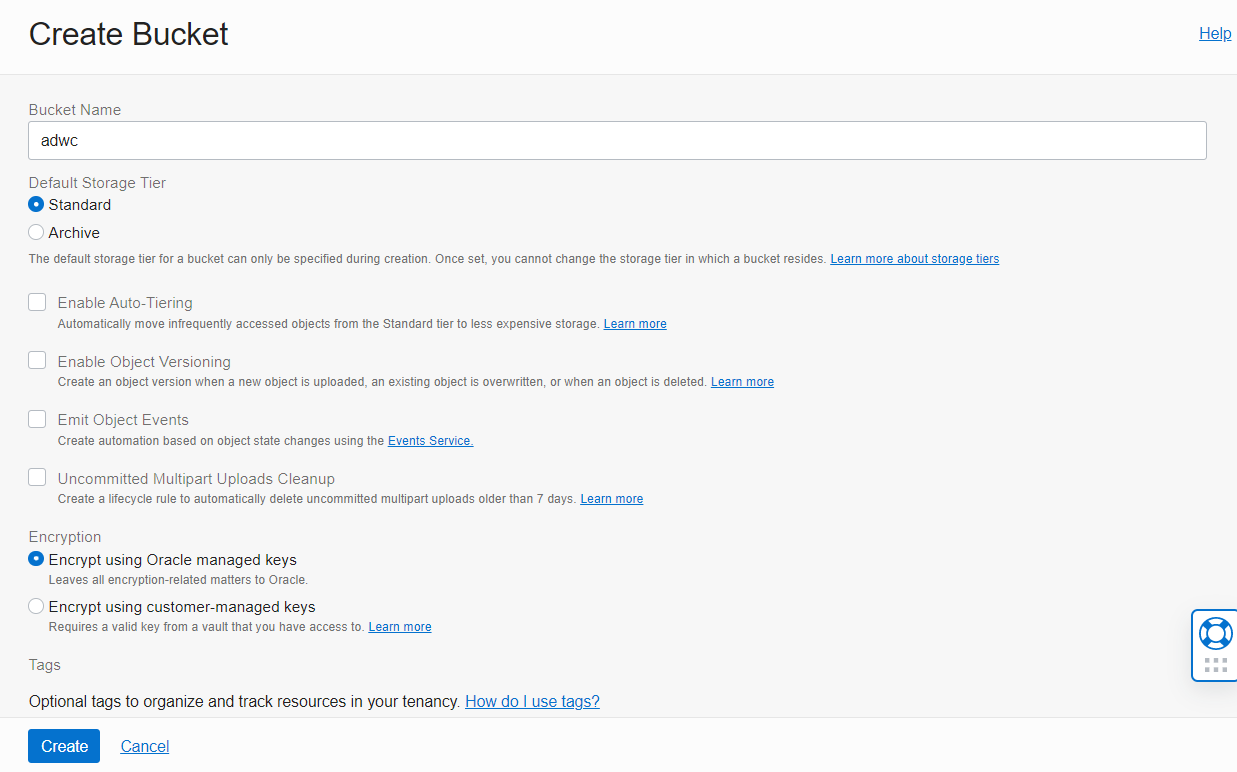 Create Bucket
Help
Bucket Name
adwc
Default Storage Tier
Standard
Archive
The default storage tier for a bucket can only be specified during creation. Once set, you cannot change the storage tier in which a bucket resides. Learn more about storage tiers
Enable Auto-Tiering
Automatically move infrequently accessed objects from the Standard tier to less expensive storage. Learn more
Enable Object Versioning
Create an object version when a new object is uploaded, an existing object is overwritten, or when an object is deleted. Learn more
Emit Object Events
Create automation based on object state changes using the Events Service.
Uncommitted Multipart Uploads Cleanup
Create a lifecycle rule to automatically delete uncommitted multipart uploads older than 7 days. Learn more
Encryption
Encrypt using Oracle managed keys
Leaves all encryption-related matters to Oracle.
Encrypt using customer-managed keys
Requires a valid key from a vault that you have access to. Learn more
Tags
Optional tags to organize and track resources in your tenancy. How do I use tags?
Create Cancel